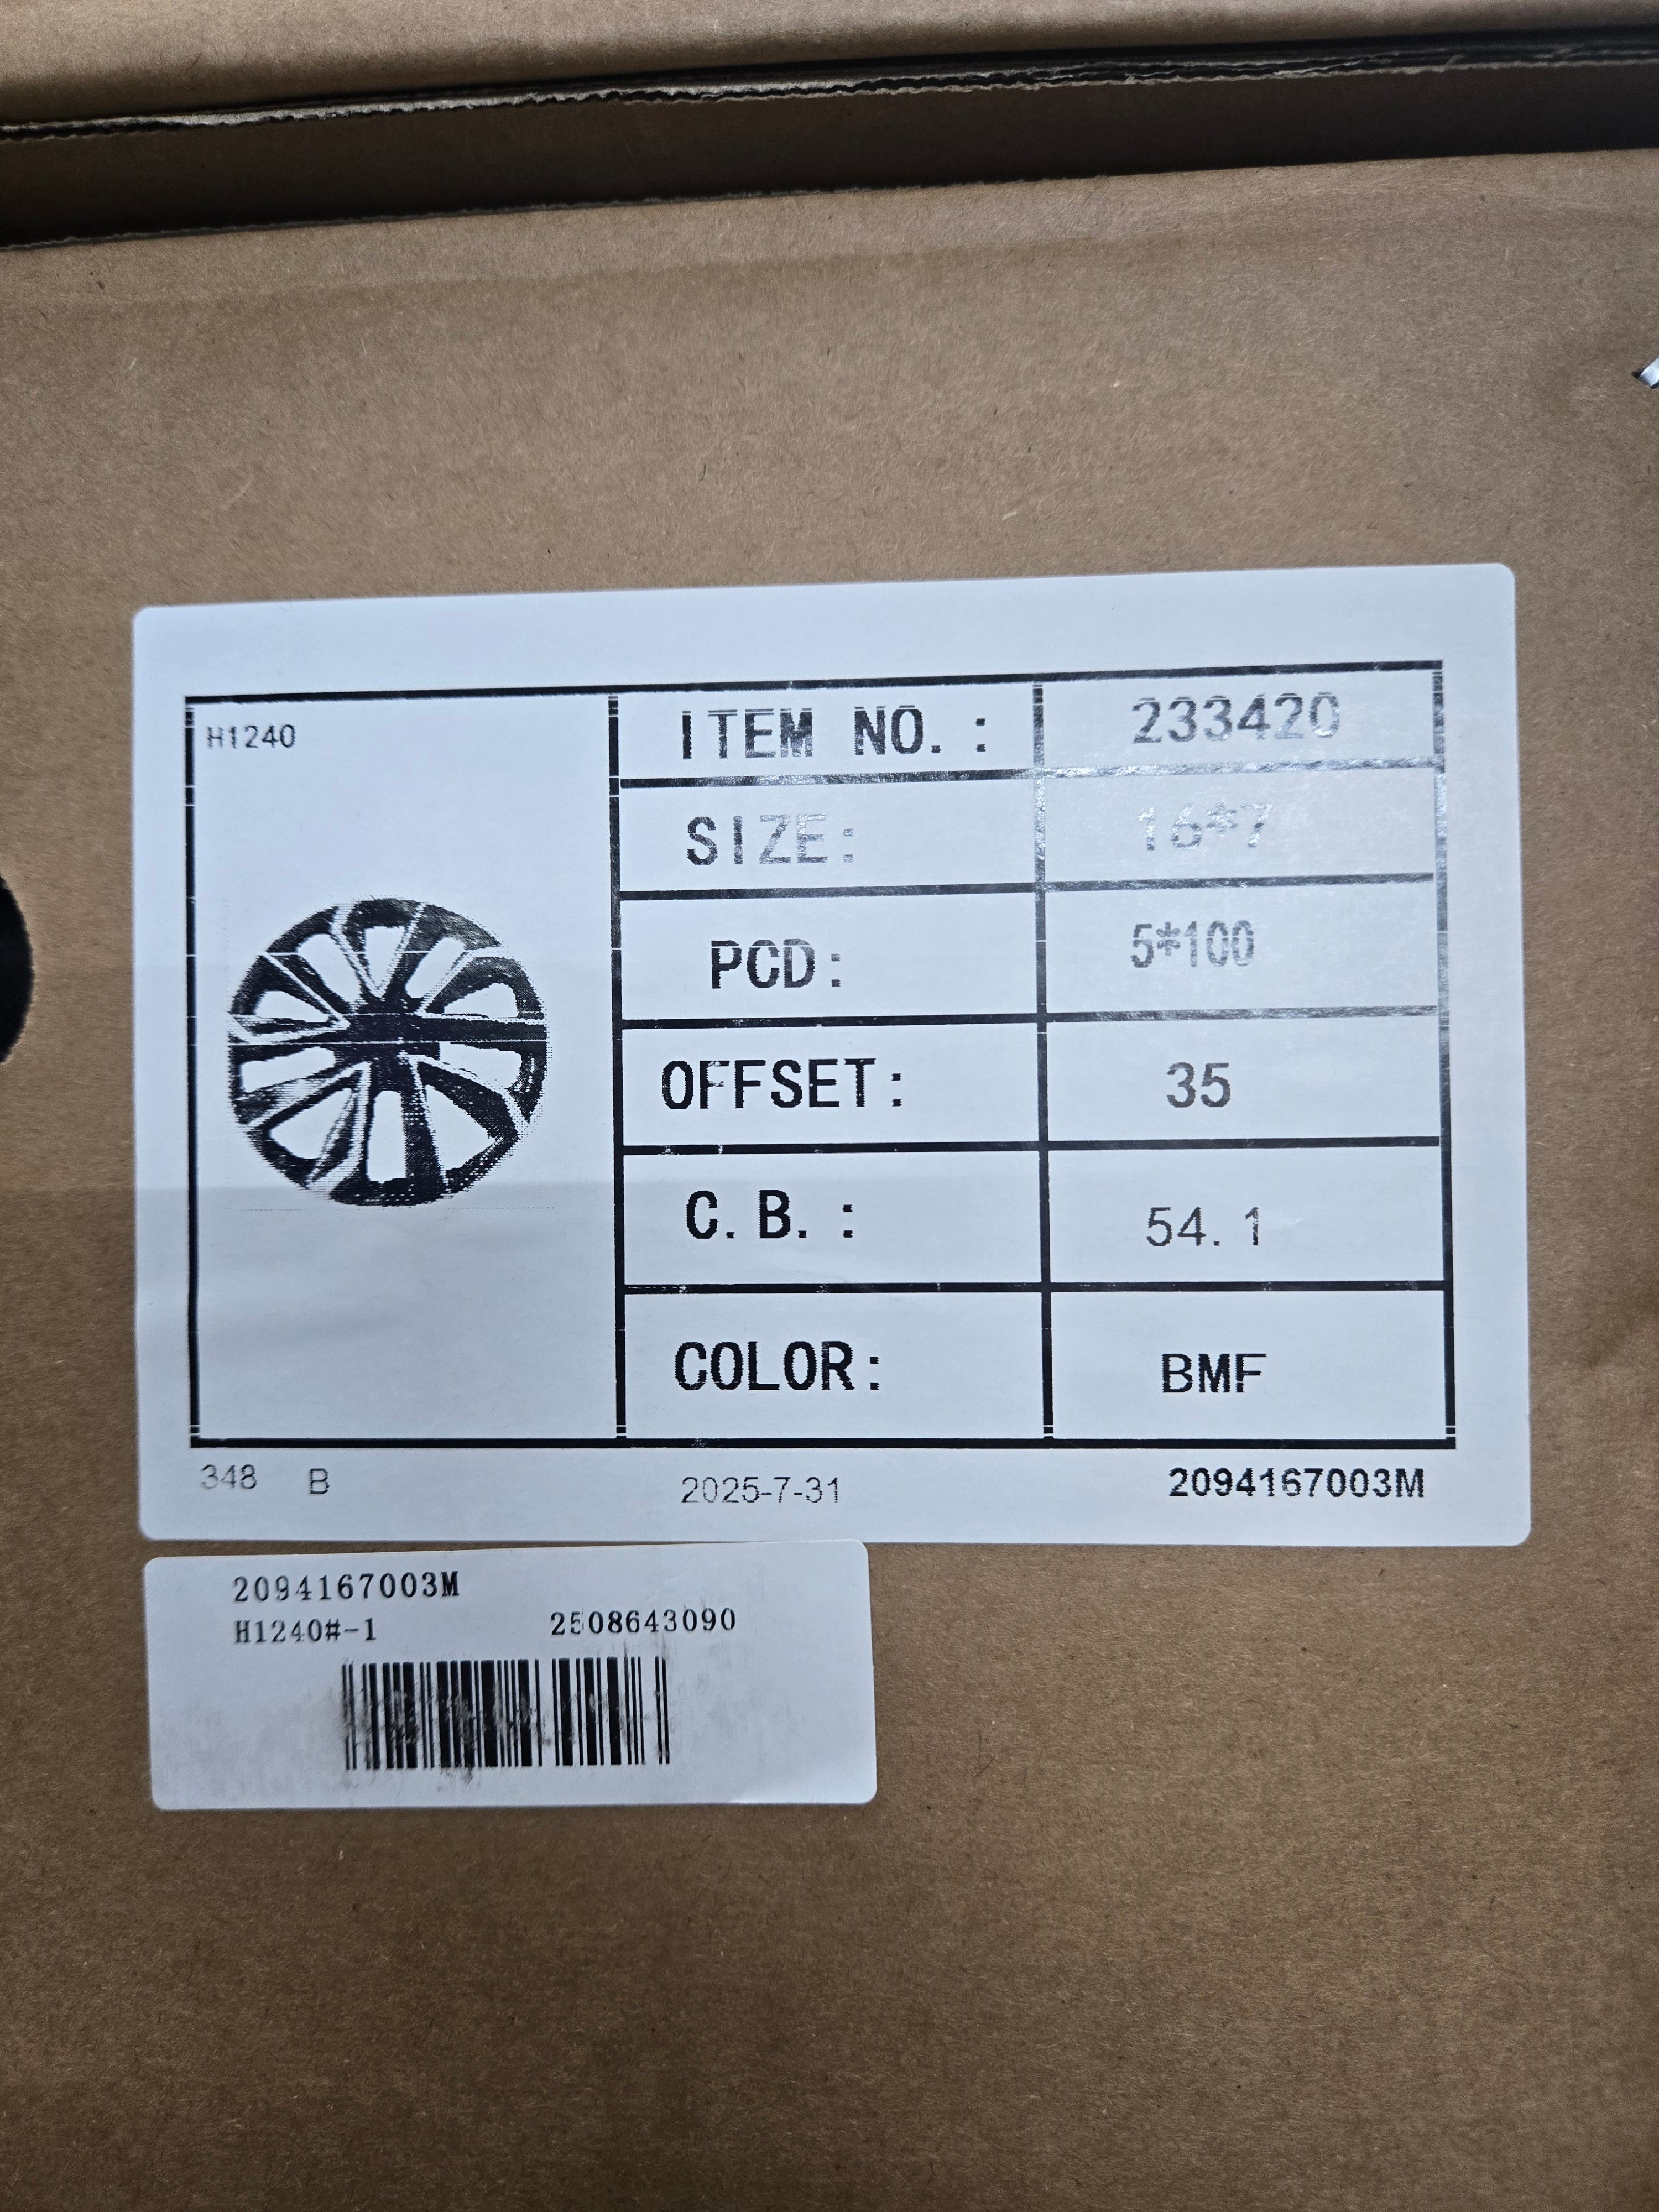 H1240
ITEM NO.: 233420
SIZE: 16*7
PCD: 5*100
OFFSET: 35
C.B.: 54.1
COLOR: BMF
348 B 2025-7-31 2094167003M
2094167003M
H1240#-1 2508643090